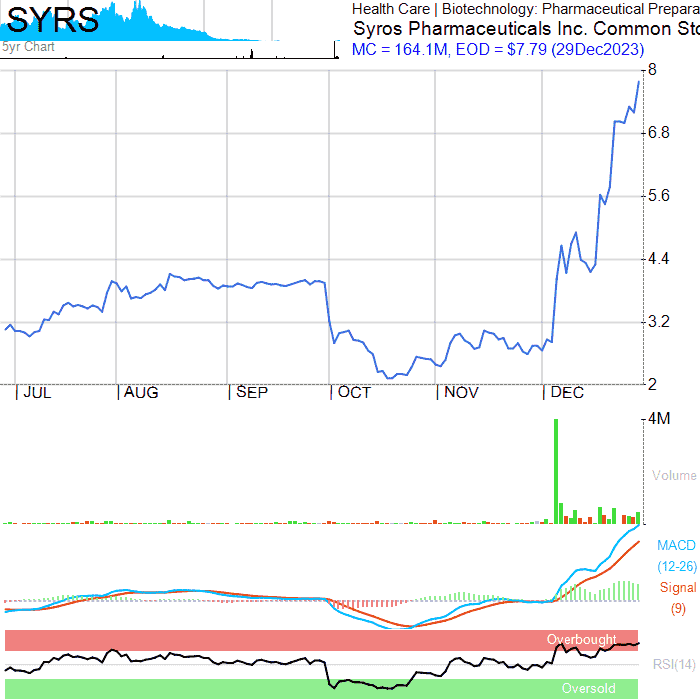 SYRS
5yr Chart
Health Care | Biotechnology: Pharmaceutical Prepara
Syros Pharmaceuticals Inc. Common Sto
MC = 164.1M, EOD = $7.79 (29Dec2023)
8
6.8
5.6
4.4
3.2
2
JUL AUG SEP OCT NOV DEC
4M
Volume
MACD
(12-26)
Signal
(9)
Overbought
RSI(14)
Oversold